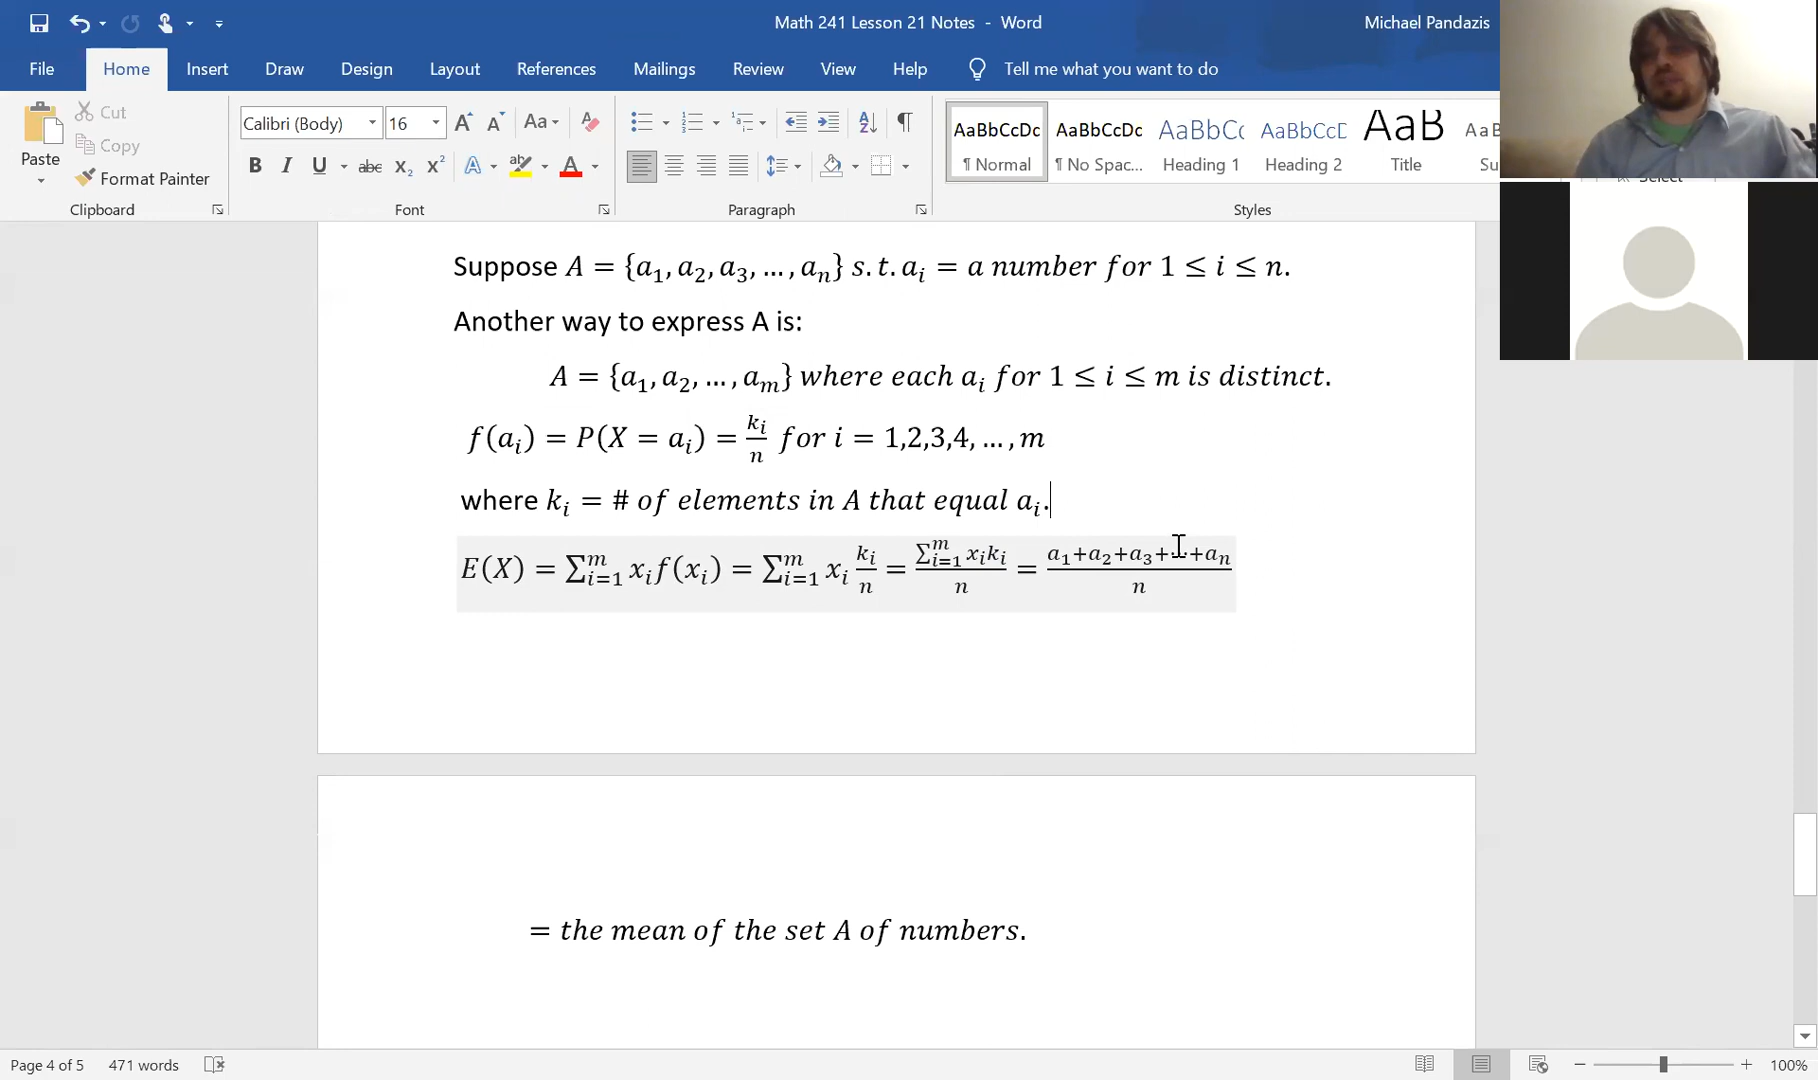 Math 241 Lesson 21 Notes - Word
Michael Pandazis
File Home Insert Draw Design Layout References Mailings Review View Help Tell me what you want to do
Paste
Cut
Copy
Format Painter
Clipboard
Calibri (Body) 16
Font
Paragraph
AaBbCcDc AaBbCcDc AaBbCc AaBbCcD AaB
¶ Normal ¶ No Spac... Heading 1 Heading 2 Title
Styles
Suppose A = {a₁, a₂, a₃, …, aₙ} s.t. aᵢ = a number for 1 ≤ i ≤ n.
Another way to express A is:
A = {a₁, a₂, …, aₘ} where each aᵢ for 1 ≤ i ≤ m is distinct.
f(aᵢ) = P(X = aᵢ) = kᵢ/n for i = 1,2,3,4, …, m
where kᵢ = # of elements in A that equal aᵢ.
E(X) = ∑ᵢ₌₁ᵐ xᵢf(xᵢ) = ∑ᵢ₌₁ᵐ xᵢ kᵢ/n = ∑ᵢ₌₁ᵐ xᵢkᵢ/n = a₁+a₂+a₃+…+aₙ/n
= the mean of the set A of numbers.
Page 4 of 5 471 words 100%